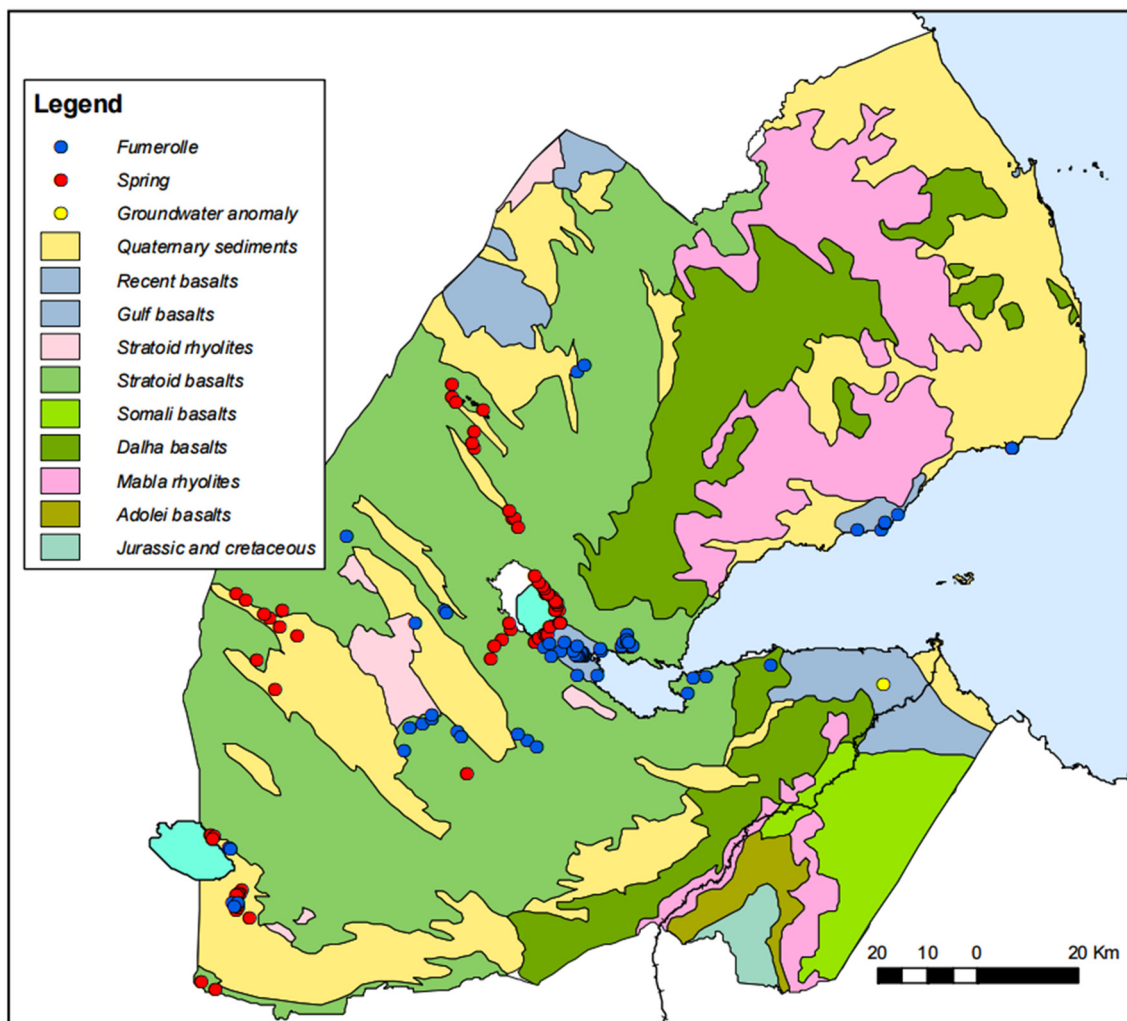 Legend
Fumerolle
Spring
Groundwater anomaly
Quaternary sediments
Recent basalts
Gulf basalts
Stratoid rhyolites
Stratoid basalts
Somali basalts
Dalha basalts
Mabla rhyolites
Adolei basalts
Jurassic and cretaceous
20 10 0 20 Km